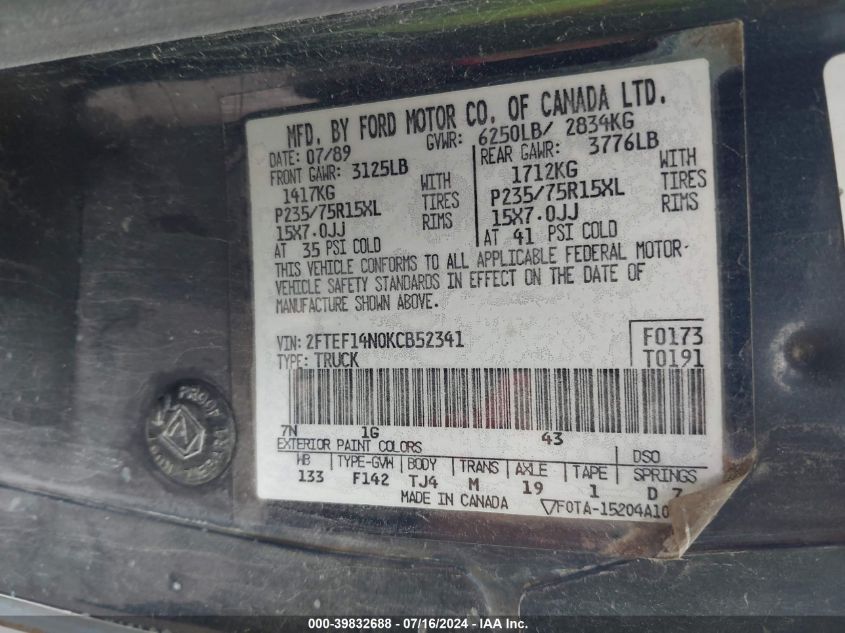 MFD. BY FORD MOTOR CO. OF CANADA LTD.
DATE: 07/89 GVWR: 6250LB/ 2834KG
FRONT GAWR: 3125LB REAR GAWR: 3776LB
1417KG WITH 1712KG WITH
P235/75R15XL TIRES P235/75R15XL TIRES
15X7.0JJ RIMS 15X7.0JJ RIMS
AT 35 PSI COLD AT 41 PSI COLD
THIS VEHICLE CONFORMS TO ALL APPLICABLE FEDERAL MOTOR-
VEHICLE SAFETY STANDARDS IN EFFECT ON THE DATE OF
MANUFACTURE SHOWN ABOVE.
VIN: 2FTEF14N0KCB52341 F0173
TYPE: TRUCK T0191
7N 1G 43
EXTERIOR PAINT COLORS DSO
WB TYPE-GVW BODY TRANS AXLE TAPE SPRINGS
133 F142 TJ4 M 19 1 D 7
MADE IN CANADA F0TA-15204A10
000-39832688 - 07/16/2024 - IAA Inc.